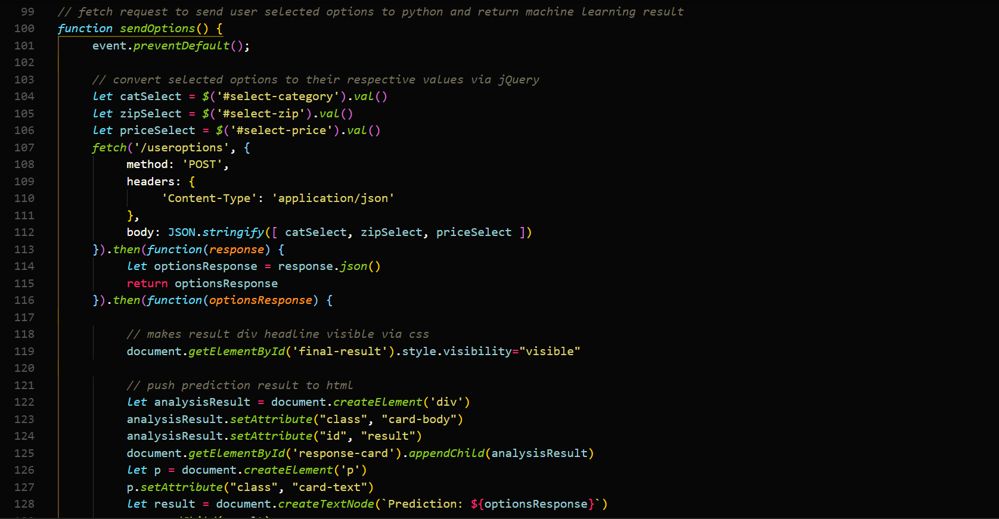 99 // fetch request to send user selected options to python and return machine learning result
100 function sendOptions() {
101 event.preventDefault();
102
103 // convert selected options to their respective values via jQuery
104 let catSelect = $('#select-category').val()
105 let zipSelect = $('#select-zip').val()
106 let priceSelect = $('#select-price').val()
107 fetch('/useroptions', {
108 method: 'POST',
109 headers: {
110 'Content-Type': 'application/json'
111 },
112 body: JSON.stringify([ catSelect, zipSelect, priceSelect ])
113 }).then(function(response) {
114 let optionsResponse = response.json()
115 return optionsResponse
116 }).then(function(optionsResponse) {
117
118 // makes result div headline visible via css
119 document.getElementById('final-result').style.visibility="visible"
120
121 // push prediction result to html
122 let analysisResult = document.createElement('div')
123 analysisResult.setAttribute("class", "card-body")
124 analysisResult.setAttribute("id", "result")
125 document.getElementById('response-card').appendChild(analysisResult)
126 let p = document.createElement('p')
127 p.setAttribute("class", "card-text")
128 let result = document.createTextNode(`Prediction: ${optionsResponse}`)